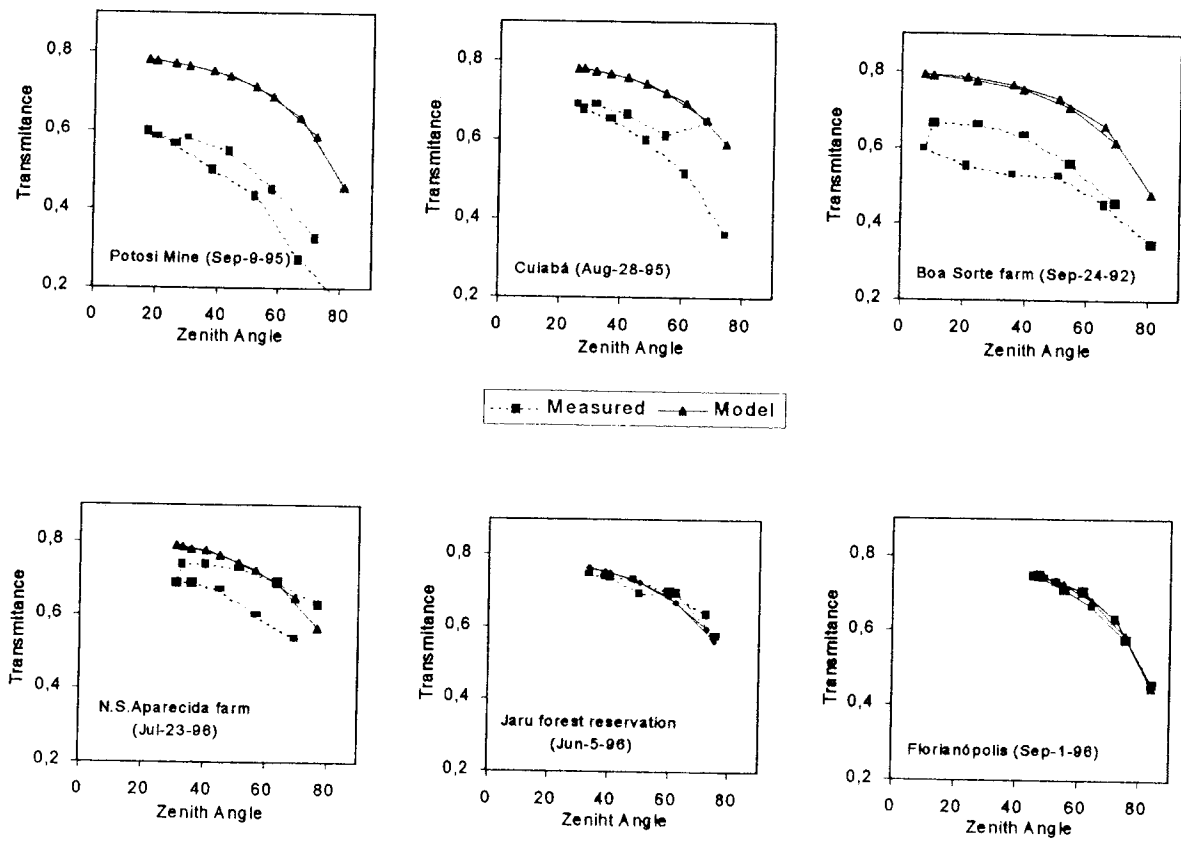 Transmitance
0,8
0,6
0,4
0,2
Potosi Mine (Sep-9-95)
0 20 40 60 80
Zenith Angle
Transmitance
0,8
0,6
0,4
0,2
Cuiabá (Aug-28-95)
0 20 40 60 80
Zenith Angle
Transmitance
0,8
0,6
0,4
0,2
Boa Sorte farm (Sep-24-92)
0 20 40 60 80
Zenith Angle
Measured Model
Transmitance
0,8
0,6
0,4
0,2
N.S.Aparecida farm
(Jul-23-96)
0 20 40 60 80
Zenith Angle
Transmitance
0,8
0,6
0,4
0,2
Jaru forest reservation
(Jun-5-96)
0 20 40 60 80
Zeniht Angle
Transmitance
0,8
0,6
0,4
0,2
Florianópolis (Sep-1-96)
0 20 40 60 80
Zenith Angle